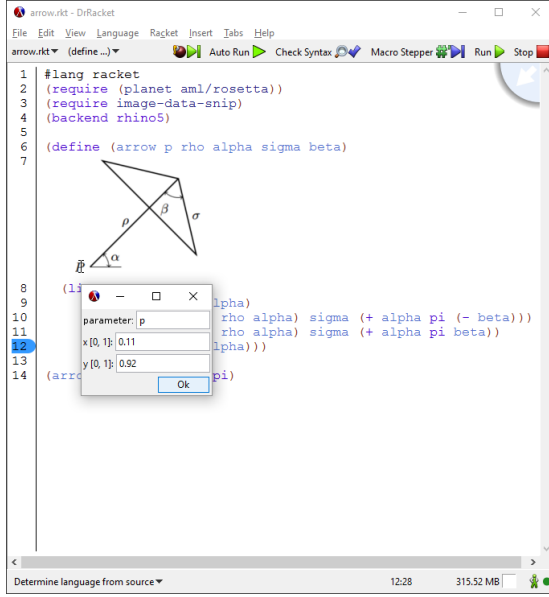 arrow.rkt - DrRacket
File Edit View Language Racket Insert Tabs Help
arrow.rkt▼ (define ...)▼ Auto Run Check Syntax Macro Stepper Run Stop
1 #lang racket
2 (require (planet aml/rosetta))
3 (require image-data-snip)
4 (backend rhino5)
5
6 (define (arrow p rho alpha sigma beta)
7
β
σ
ρ
α
P
8 (li
9 lpha)
10 rho alpha) sigma (+ alpha pi (- beta)))
11 rho alpha) sigma (+ alpha pi beta))
12 lpha)))
13
14 (arro pi)
parameter: p
x [0, 1]: 0.11
y [0, 1]: 0.92
Ok
Determine language from source▼ 12:28 315.52 MB